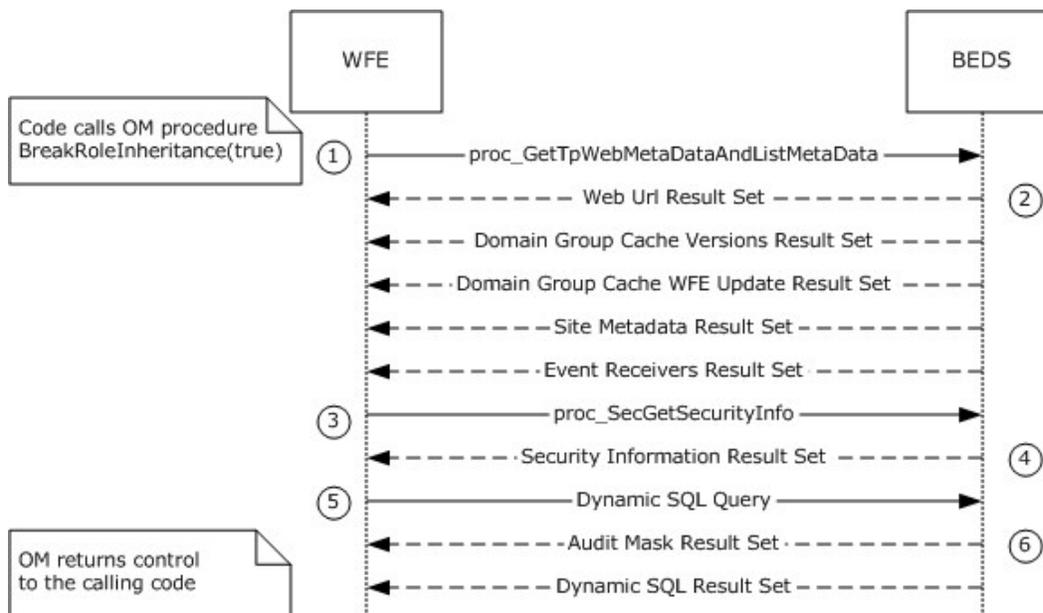 WFE
BEDS
Code calls OM procedure
BreakRoleInheritance(true)
1
proc_GetTpWebMetaDataAndListMetaData
Web Url Result Set
2
Domain Group Cache Versions Result Set
Domain Group Cache WFE Update Result Set
Site Metadata Result Set
Event Receivers Result Set
3
proc_SecGetSecurityInfo
Security Information Result Set
4
5
Dynamic SQL Query
OM returns control
to the calling code
Audit Mask Result Set
6
Dynamic SQL Result Set